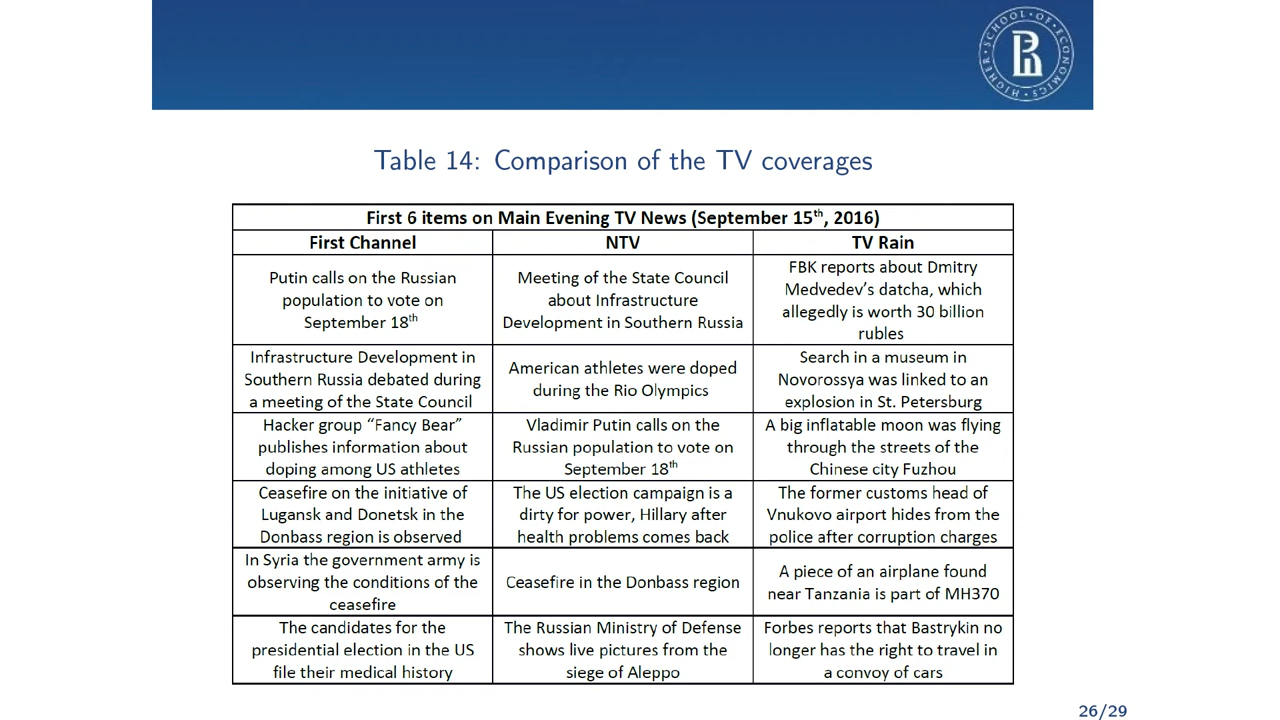 HIGHER · SCHOOL · OF · ECONOMICS ·
Table 14: Comparison of the TV coverages
First 6 items on Main Evening TV News (September 15th, 2016)
First Channel
NTV
TV Rain
Putin calls on the Russian
population to vote on
September 18th
Meeting of the State Council
about Infrastructure
Development in Southern Russia
FBK reports about Dmitry
Medvedev's datcha, which
allegedly is worth 30 billion
rubles
Infrastructure Development in
Southern Russia debated during
a meeting of the State Council
American athletes were doped
during the Rio Olympics
Search in a museum in
Novorossya was linked to an
explosion in St. Petersburg
Hacker group “Fancy Bear”
publishes information about
doping among US athletes
Vladimir Putin calls on the
Russian population to vote on
September 18th
A big inflatable moon was flying
through the streets of the
Chinese city Fuzhou
Ceasefire on the initiative of
Lugansk and Donetsk in the
Donbass region is observed
The US election campaign is a
dirty for power, Hillary after
health problems comes back
The former customs head of
Vnukovo airport hides from the
police after corruption charges
In Syria the government army is
observing the conditions of the
ceasefire
Ceasefire in the Donbass region
A piece of an airplane found
near Tanzania is part of MH370
The candidates for the
presidential election in the US
file their medical history
The Russian Ministry of Defense
shows live pictures from the
siege of Aleppo
Forbes reports that Bastrykin no
longer has the right to travel in
a convoy of cars
26/29